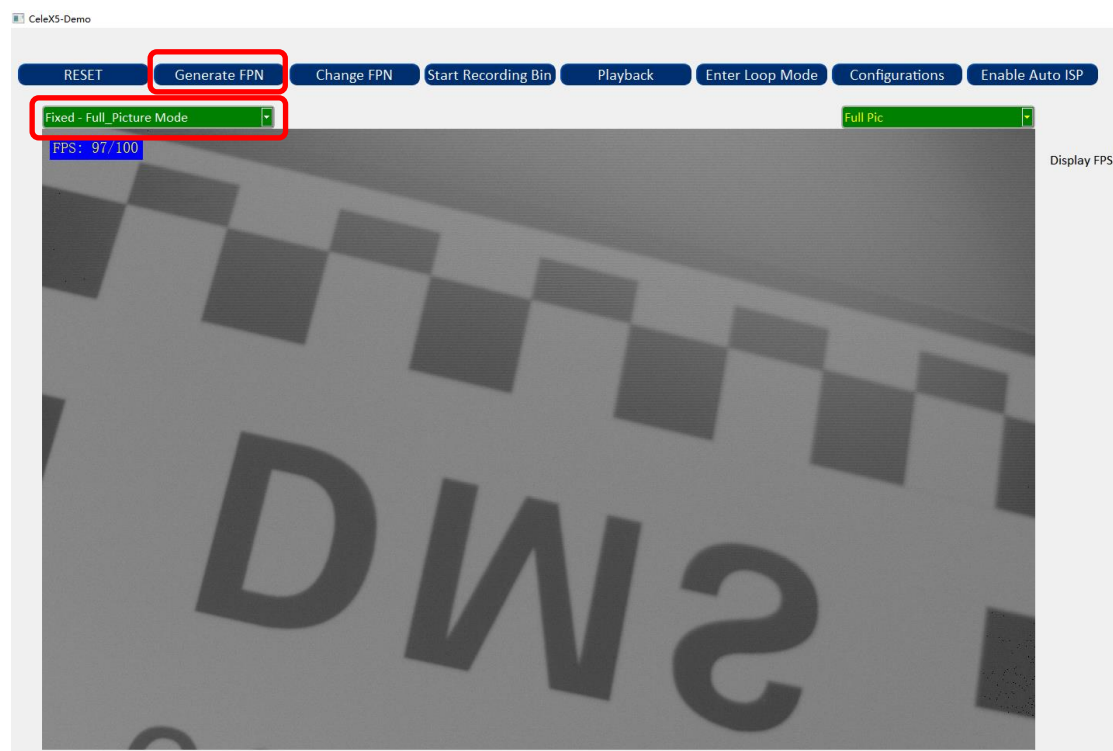 CeleX5-Demo
RESET Generate FPN Change FPN Start Recording Bin Playback Enter Loop Mode Configurations Enable Auto ISP
Fixed - Full_Picture Mode Full Pic
FPS: 97/100
Display FPS
DMS